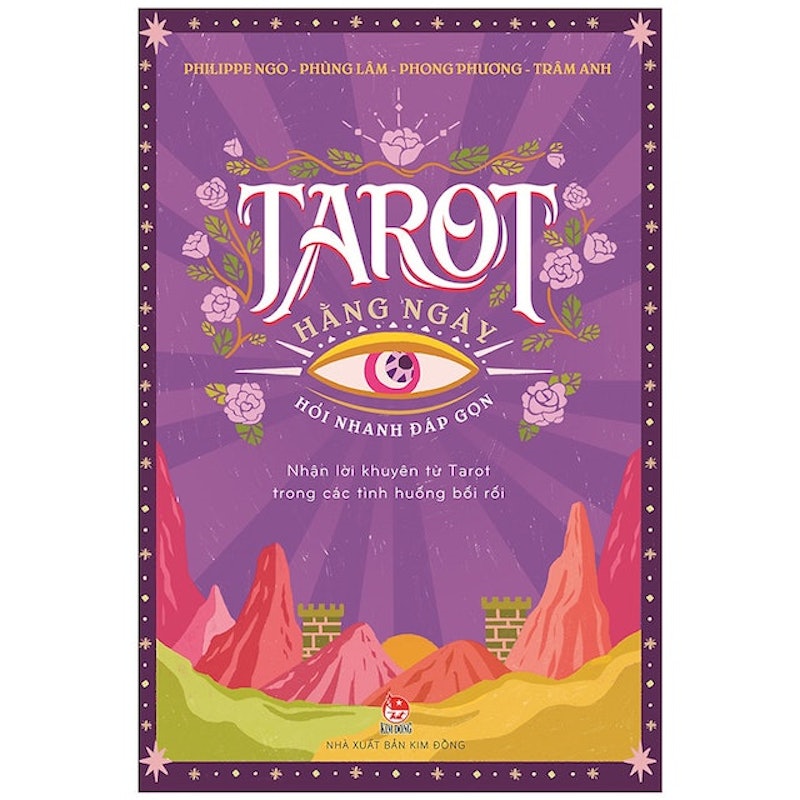 PHILIPPE NGO - PHÙNG LÂM - PHONG PHƯƠNG - TRÂM ANH
TAROT
HẰNG NGÀY
HỎI NHANH ĐÁP GỌN
Nhận lời khuyên từ Tarot
trong các tình huống bối rối
KIM ĐỒNG
NHÀ XUẤT BẢN KIM ĐỒNG